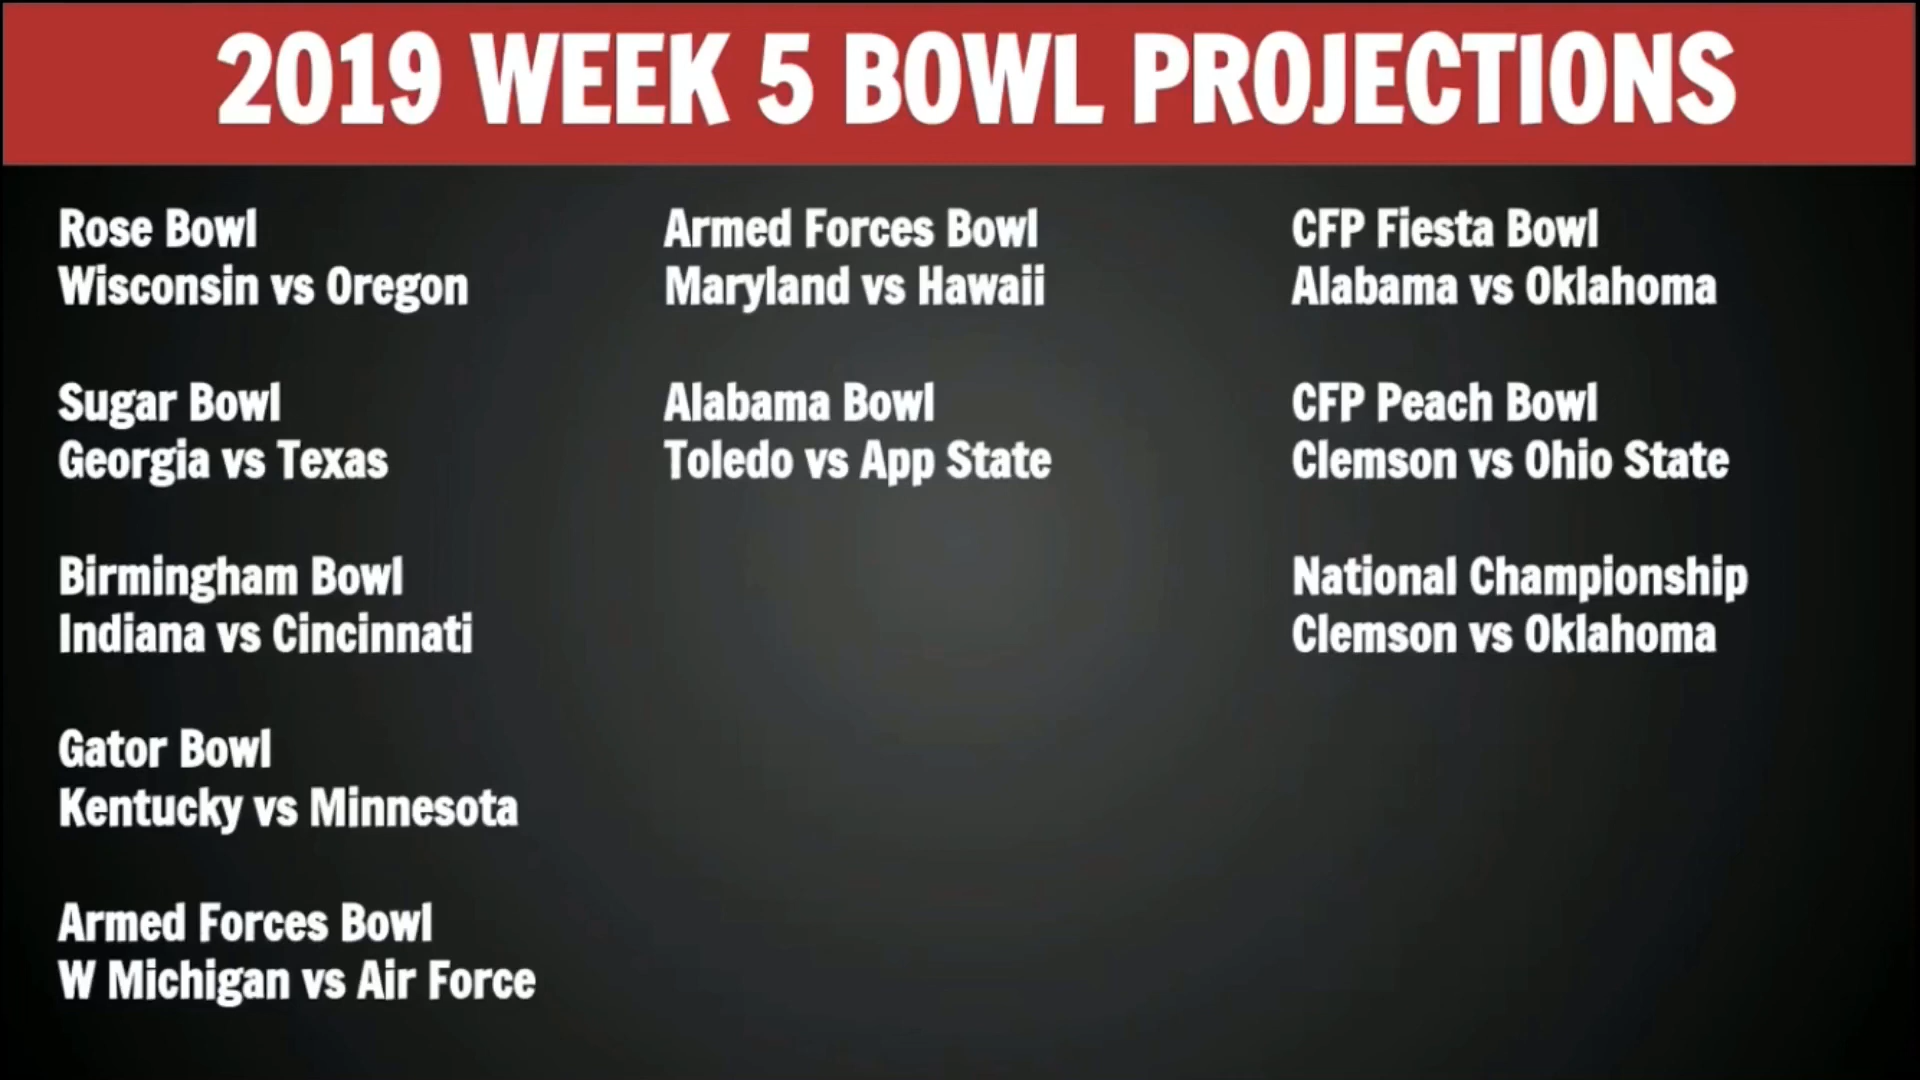 2019 WEEK 5 BOWL PROJECTIONS
Rose Bowl
Wisconsin vs Oregon
Sugar Bowl
Georgia vs Texas
Birmingham Bowl
Indiana vs Cincinnati
Gator Bowl
Kentucky vs Minnesota
Armed Forces Bowl
W Michigan vs Air Force
Armed Forces Bowl
Maryland vs Hawaii
Alabama Bowl
Toledo vs App State
CFP Fiesta Bowl
Alabama vs Oklahoma
CFP Peach Bowl
Clemson vs Ohio State
National Championship
Clemson vs Oklahoma